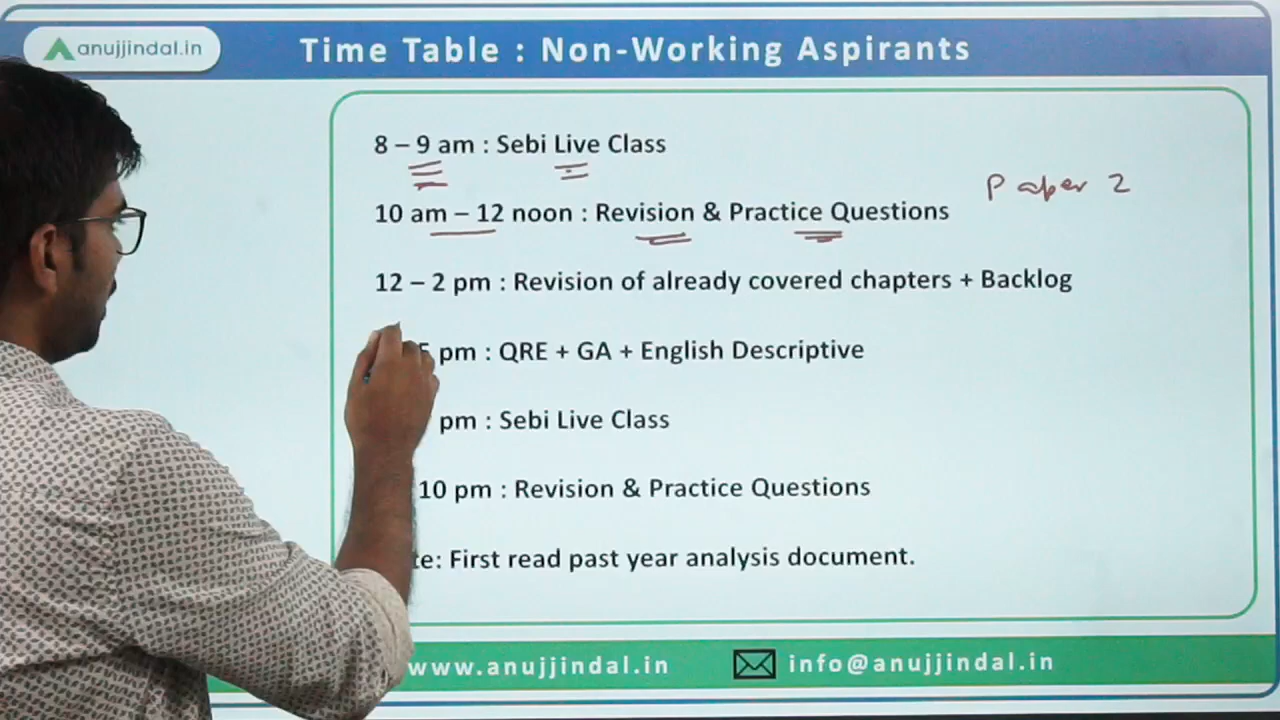 anujjindal.in
Time Table : Non-Working Aspirants
8 – 9 am : Sebi Live Class
Paper 2
10 am – 12 noon : Revision & Practice Questions
12 – 2 pm : Revision of already covered chapters + Backlog
pm : QRE + GA + English Descriptive
pm : Sebi Live Class
10 pm : Revision & Practice Questions
First read past year analysis document.
www.anujjindal.in info@anujjindal.in